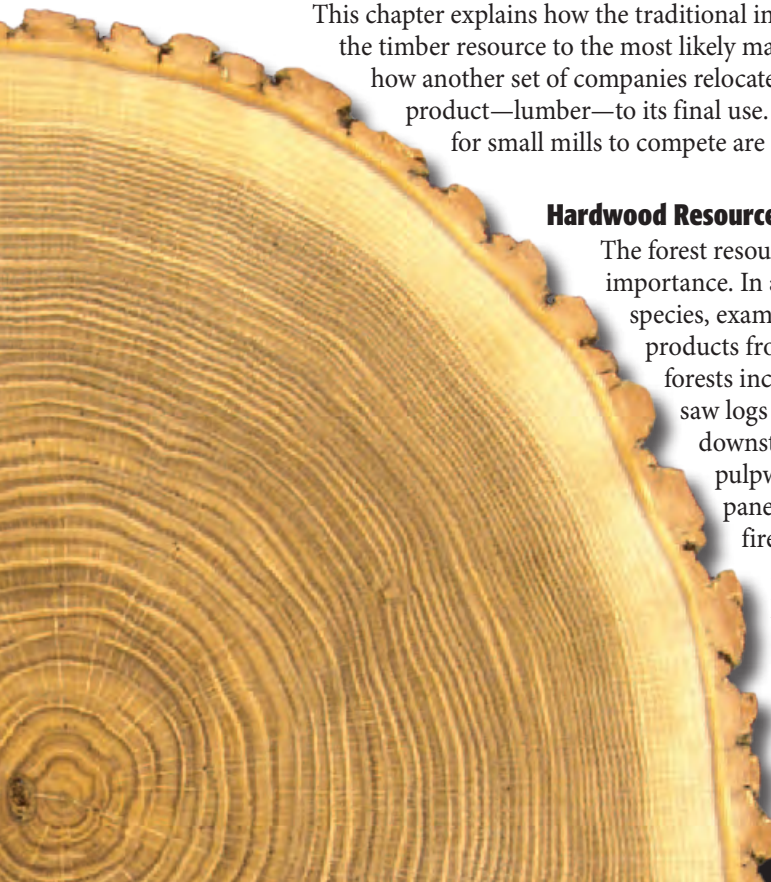 This chapter explains how the traditional in
the timber resource to the most likely ma
how another set of companies relocate
product—lumber—to its final use.
for small mills to compete are
Hardwood Resource
The forest resou
importance. In a
species, exam
products fro
forests inc
saw logs
downst
pulpw
pane
fire